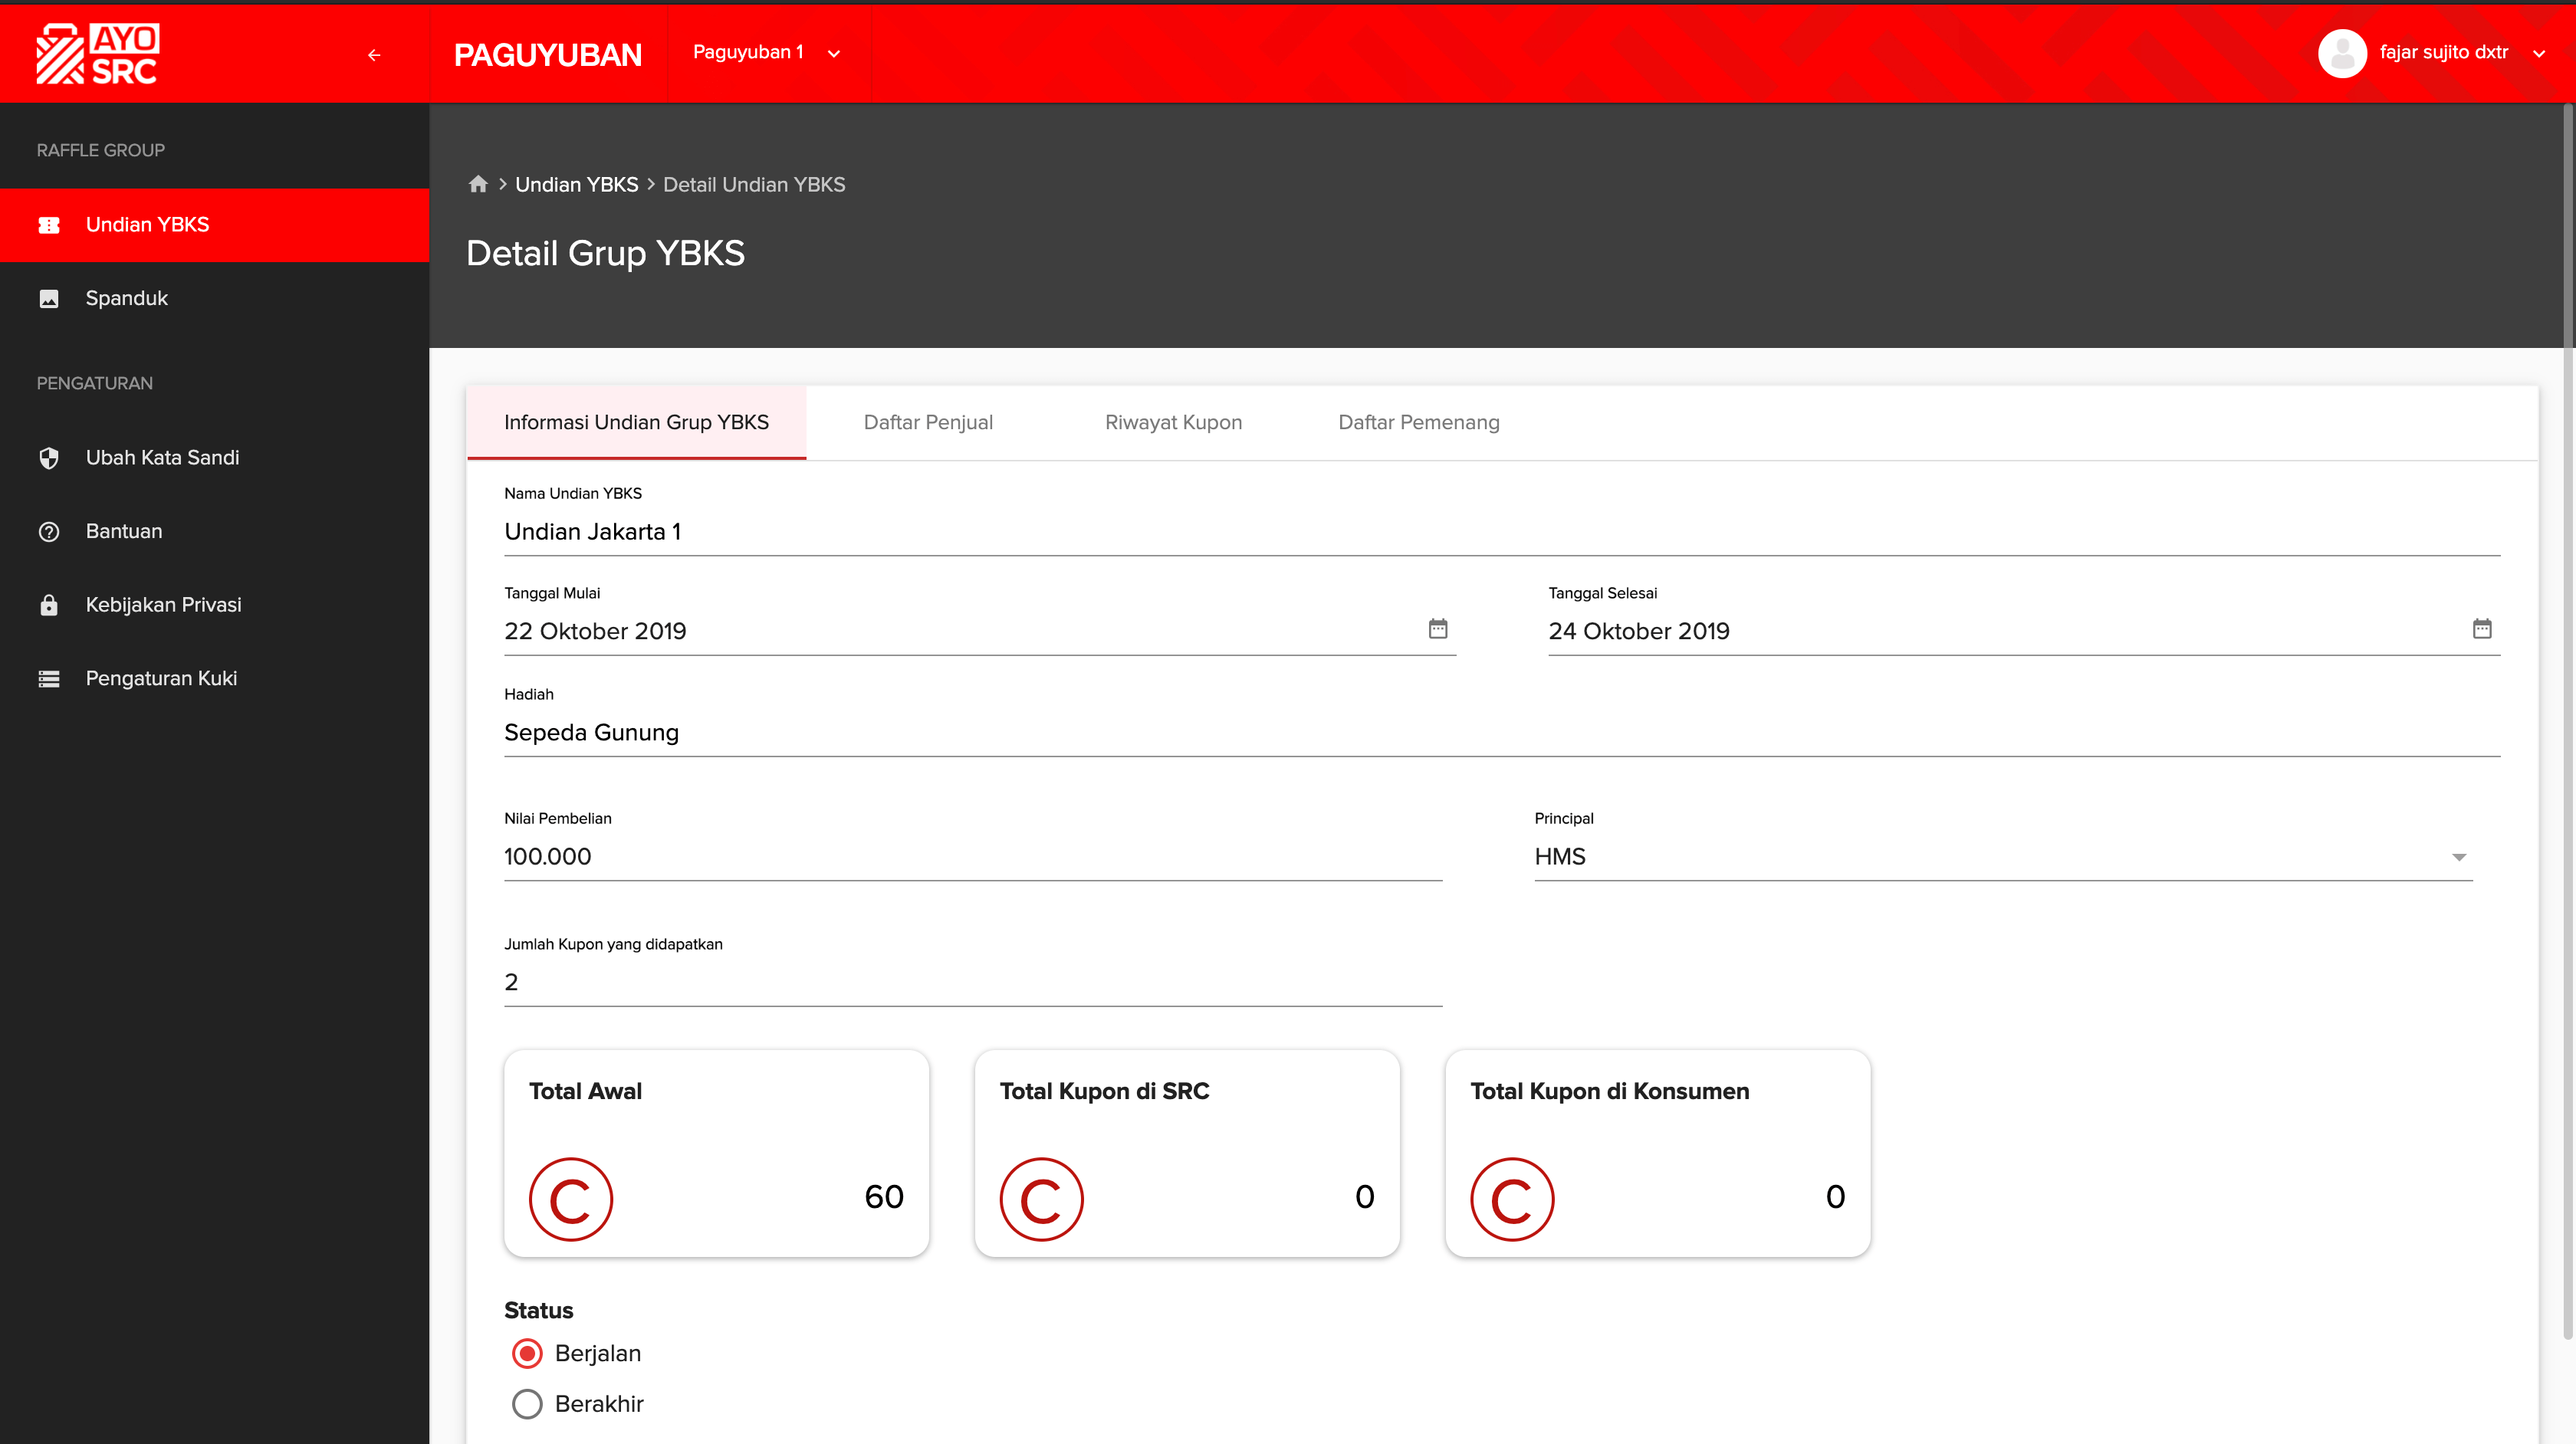 AYO
SRC
PAGUYUBAN
Paguyuban 1
fajar sujito dxtr
RAFFLE GROUP
Undian YBKS
Spanduk
PENGATURAN
Ubah Kata Sandi
Bantuan
Kebijakan Privasi
Pengaturan Kuki
Undian YBKS > Detail Undian YBKS
Detail Grup YBKS
Informasi Undian Grup YBKS
Daftar Penjual
Riwayat Kupon
Daftar Pemenang
Nama Undian YBKS
Undian Jakarta 1
Tanggal Mulai
22 Oktober 2019
Tanggal Selesai
24 Oktober 2019
Hadiah
Sepeda Gunung
Nilai Pembelian
100.000
Principal
HMS
Jumlah Kupon yang didapatkan
2
Total Awal
C 60
Total Kupon di SRC
C 0
Total Kupon di Konsumen
C 0
Status
Berjalan
Berakhir